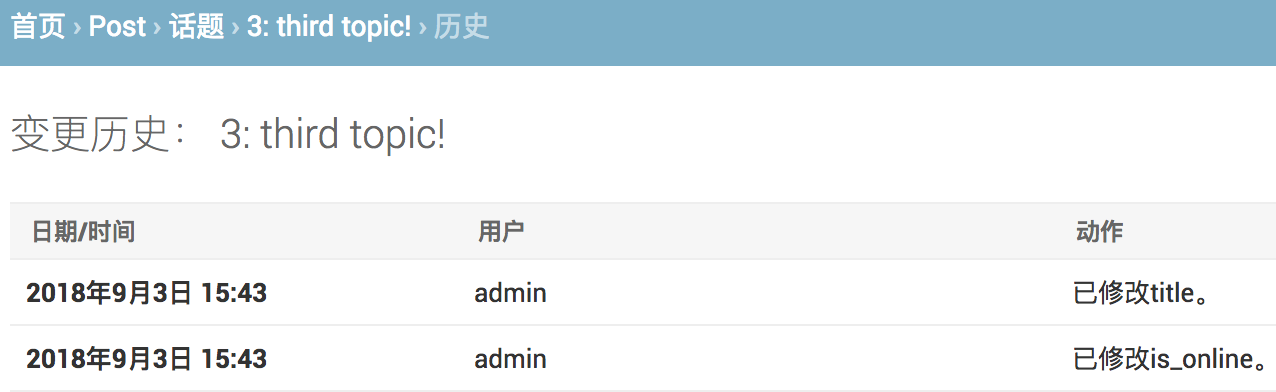 首页 › Post › 话题 › 3: third topic! › 历史
变更历史： 3: third topic!
日期/时间 用户 动作
2018年9月3日 15:43 admin 已修改title。
2018年9月3日 15:43 admin 已修改is_online。